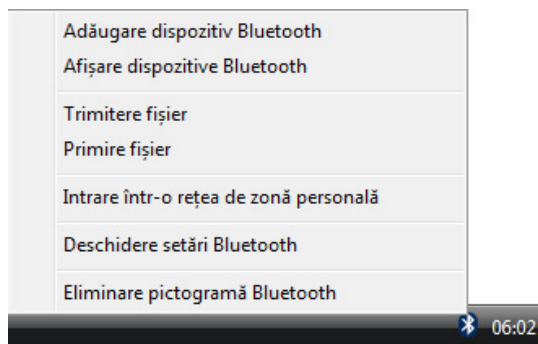 Adăugare dispozitiv Bluetooth
Afișare dispozitive Bluetooth
Trimitere fișier
Primire fișier
Intrare într-o rețea de zonă personală
Deschidere setări Bluetooth
Eliminare pictogramă Bluetooth
06:02